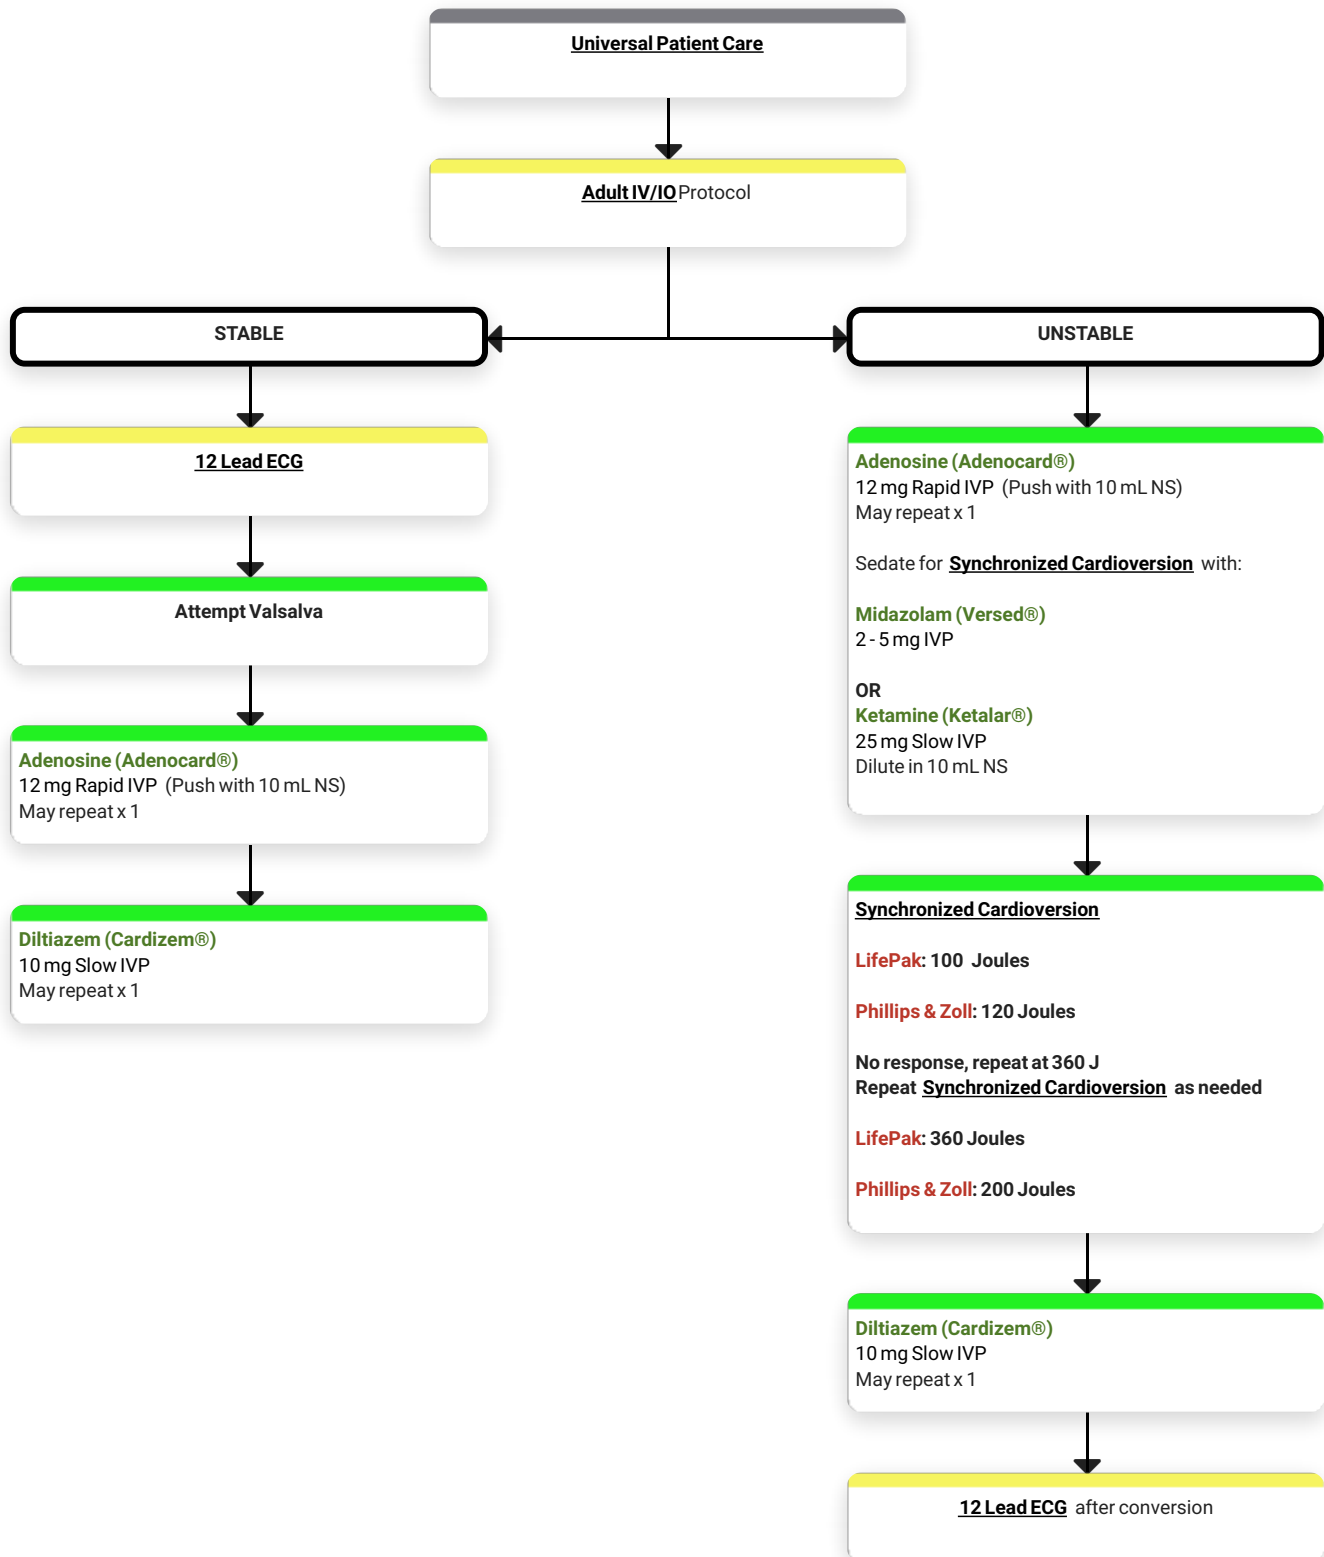 Universal Patient Care
Adult IV/IO Protocol
STABLE
12 Lead ECG
Attempt Valsalva
Adenosine (Adenocard®)
12 mg Rapid IVP (Push with 10 mL NS)
May repeat x 1
Diltiazem (Cardizem®)
10 mg Slow IVP
May repeat x 1
UNSTABLE
Adenosine (Adenocard®)
12 mg Rapid IVP (Push with 10 mL NS)
May repeat x 1
Sedate for Synchronized Cardioversion with:
Midazolam (Versed®)
2 - 5 mg IVP
OR
Ketamine (Ketalar®)
25 mg Slow IVP
Dilute in 10 mL NS
Synchronized Cardioversion
LifePak: 100 Joules
Phillips & Zoll: 120 Joules
No response, repeat at 360 J
Repeat Synchronized Cardioversion as needed
LifePak: 360 Joules
Phillips & Zoll: 200 Joules
Diltiazem (Cardizem®)
10 mg Slow IVP
May repeat x 1
12 Lead ECG after conversion